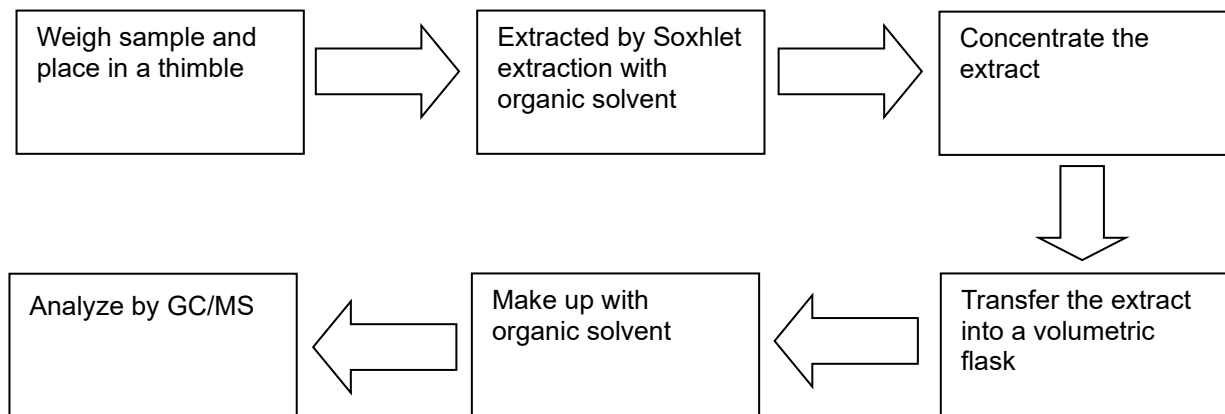 Weigh sample and
place in a thimble
Extracted by Soxhlet
extraction with
organic solvent
Concentrate the
extract
Transfer the extract
into a volumetric
flask
Make up with
organic solvent
Analyze by GC/MS